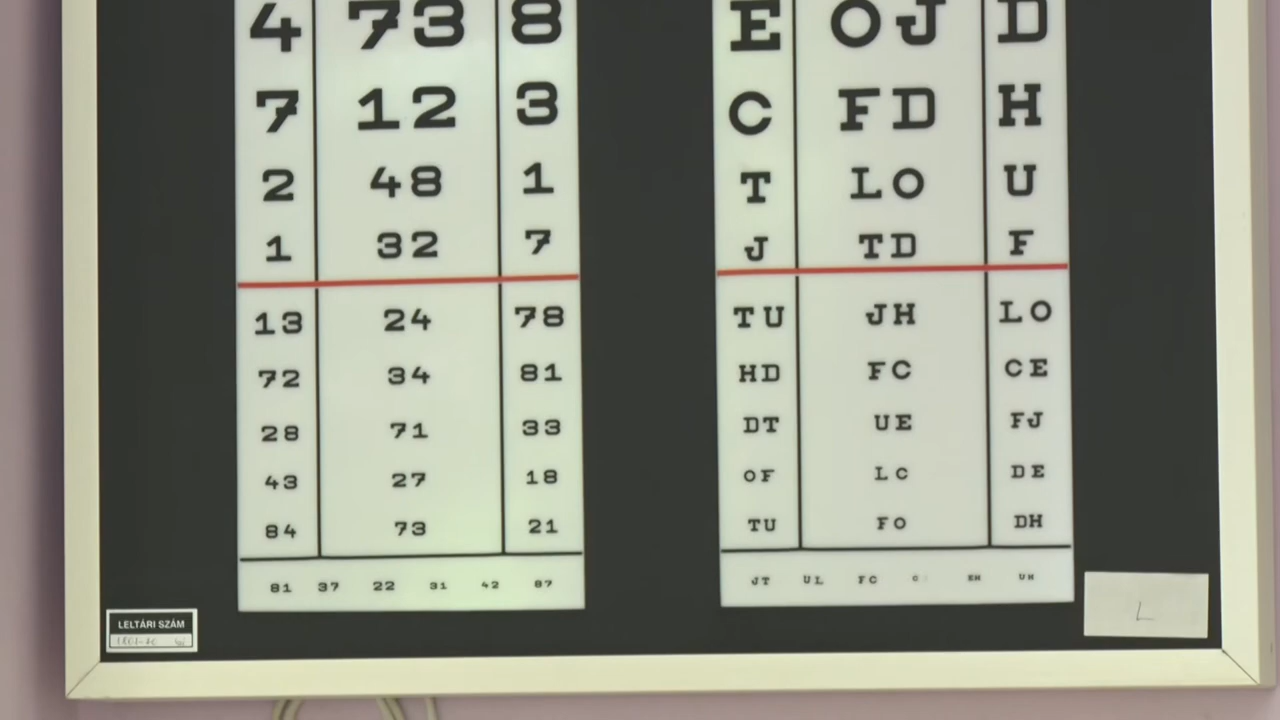 4 73 8
7 12 3
2 48 1
1 32 7
13 24 78
72 34 81
28 71 33
43 27 18
84 73 21
81 37 22 31 42 87
E OJ D
C FD H
T LO U
J TD F
TU JH LO
HD FC CE
DT UE FJ
OF LC DE
TU FO DH
JT UL FC EH UH
LELTÁRI SZÁM
L